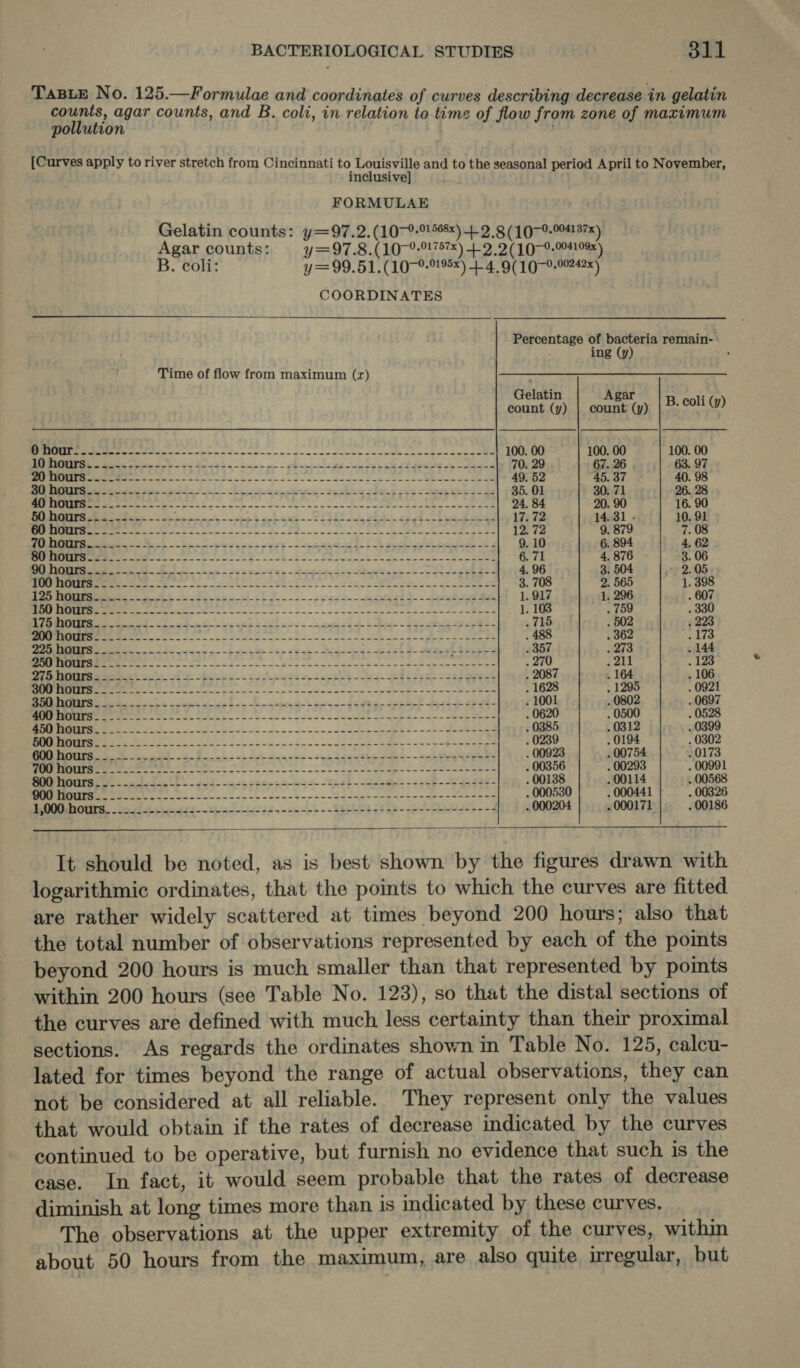 BACTERIOLOGICAL STUDIES 311
TABLE No. 125.—Formulae and coordinates of curves describing decrease in gelatin
counts, agar counts, and B. coli, in relation to time of flow from zone of maximum
pollution
[Curves apply to river stretch from Cincinnati to Louisville and to the seasonal period April to November,
inclusive]
FORMULAE
Gelatin counts: y=97.2.(10^−0.01568x)+2.8(10^−0.004137x)
Agar counts: y=97.8.(10^−0.01757x)+2.2(10^−0.004109x)
B. coli: y=99.51.(10^−0.0195x)+4.9(10^−0.00242x)
COORDINATES
Percentage of bacteria remain-
ing (y)
Time of flow from maximum (x)
Gelatin count (y) Agar count (y) B. coli (y)
0 hour 100.00 100.00 100.00
10 hours 70.29 67.26 63.97
20 hours 49.52 45.37 40.98
30 hours 35.01 30.71 26.28
40 hours 24.84 20.90 16.90
50 hours 17.72 14.31 10.91
60 hours 12.72 9.879 7.08
70 hours 9.10 6.894 4.62
80 hours 6.71 4.876 3.06
90 hours 4.96 3.504 2.05
100 hours 3.708 2.565 1.398
125 hours 1.917 1.296 .607
150 hours 1.103 .759 .330
175 hours .715 .502 .223
200 hours .488 .362 .173
225 hours .357 .273 .144
250 hours .270 .211 .123
275 hours .2087 .164 .106
300 hours .1628 .1295 .0921
350 hours .1001 .0802 .0697
400 hours .0620 .0500 .0528
450 hours .0385 .0312 .0399
500 hours .0239 .0194 .0302
600 hours .00923 .00754 .0173
700 hours .00356 .00293 .00991
800 hours .00138 .00114 .00568
900 hours .000530 .000441 .00326
1,000 hours .000204 .000171 .00186
It should be noted, as is best shown by the figures drawn with
logarithmic ordinates, that the points to which the curves are fitted
are rather widely scattered at times beyond 200 hours; also that
the total number of observations represented by each of the points
beyond 200 hours is much smaller than that represented by points
within 200 hours (see Table No. 123), so that the distal sections of
the curves are defined with much less certainty than their proximal
sections. As regards the ordinates shown in Table No. 125, calcu-
lated for times beyond the range of actual observations, they can
not be considered at all reliable. They represent only the values
that would obtain if the rates of decrease indicated by the curves
continued to be operative, but furnish no evidence that such is the
case. In fact, it would seem probable that the rates of decrease
diminish at long times more than is indicated by these curves.
The observations at the upper extremity of the curves, within
about 50 hours from the maximum, are also quite irregular, but